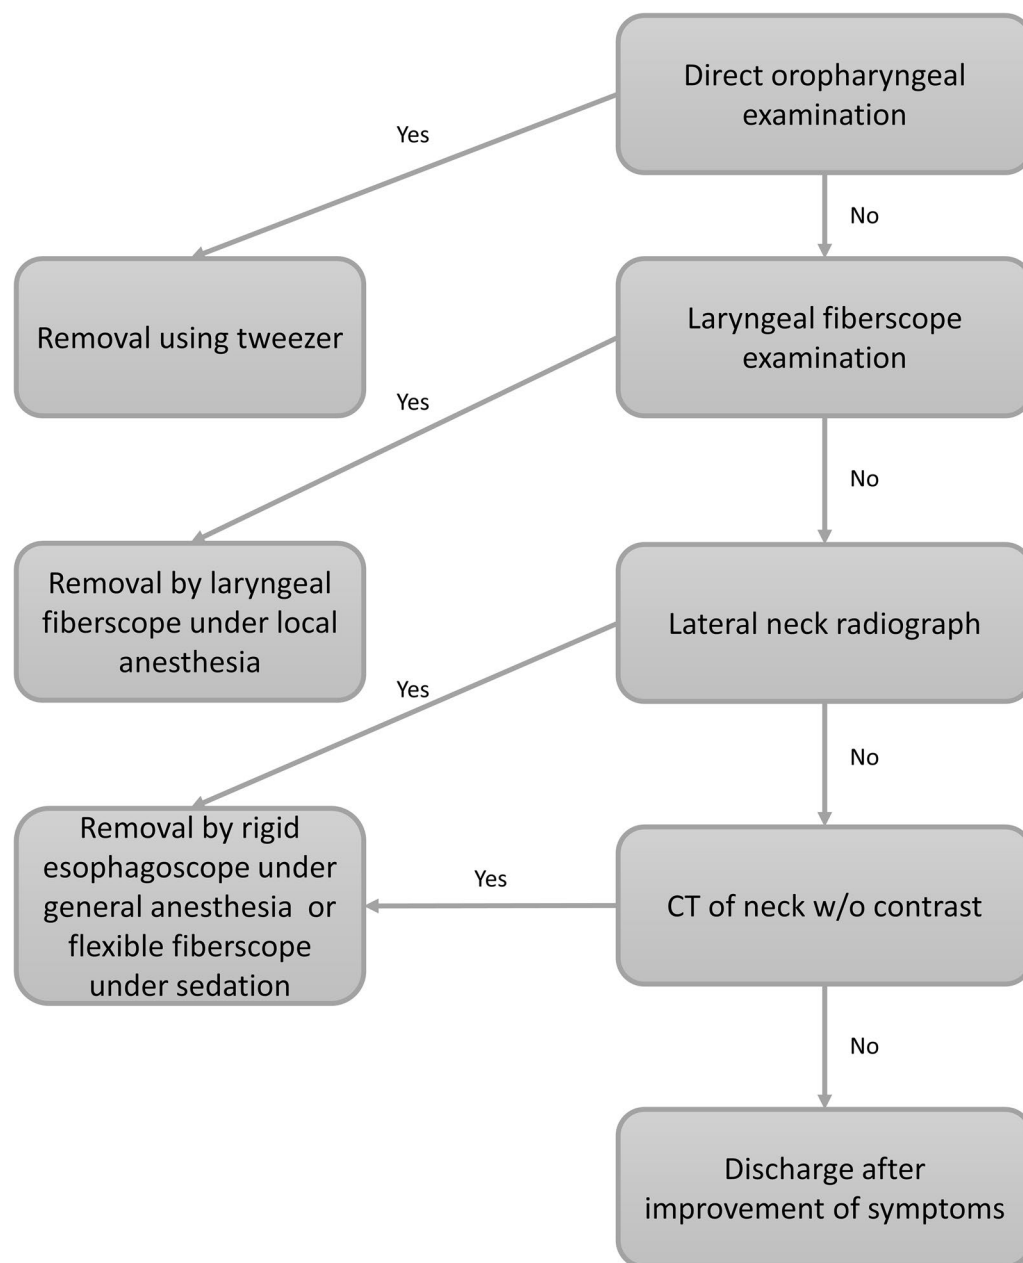 Direct oropharyngeal
examination
Yes
No
Removal using tweezer
Laryngeal fiberscope
examination
Yes
No
Removal by laryngeal
fiberscope under local
anesthesia
Lateral neck radiograph
Yes
No
Removal by rigid
esophagoscope under
general anesthesia  or
flexible fiberscope
under sedation
Yes
CT of neck w/o contrast
No
Discharge after
improvement of symptoms